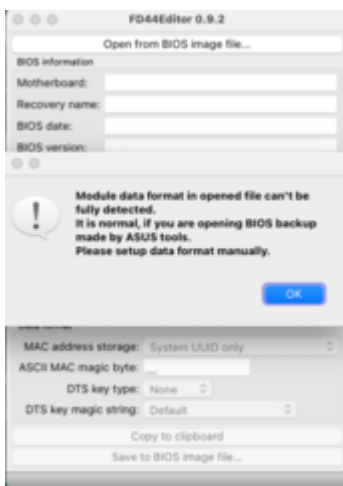 FD44Editor 0.9.2
Open from BIOS image file...
BIOS information
Motherboard:
Recovery name:
BIOS date:
BIOS version:
Module data format in opened file can't be
fully detected.
It is normal, if you are opening BIOS backup
made by ASUS tools.
Please setup data format manually.
OK
Data format
MAC address storage: System UUID only
ASCII MAC magic byte: __
DTS key type: None
DTS key magic string: Default
Copy to clipboard
Save to BIOS image file...